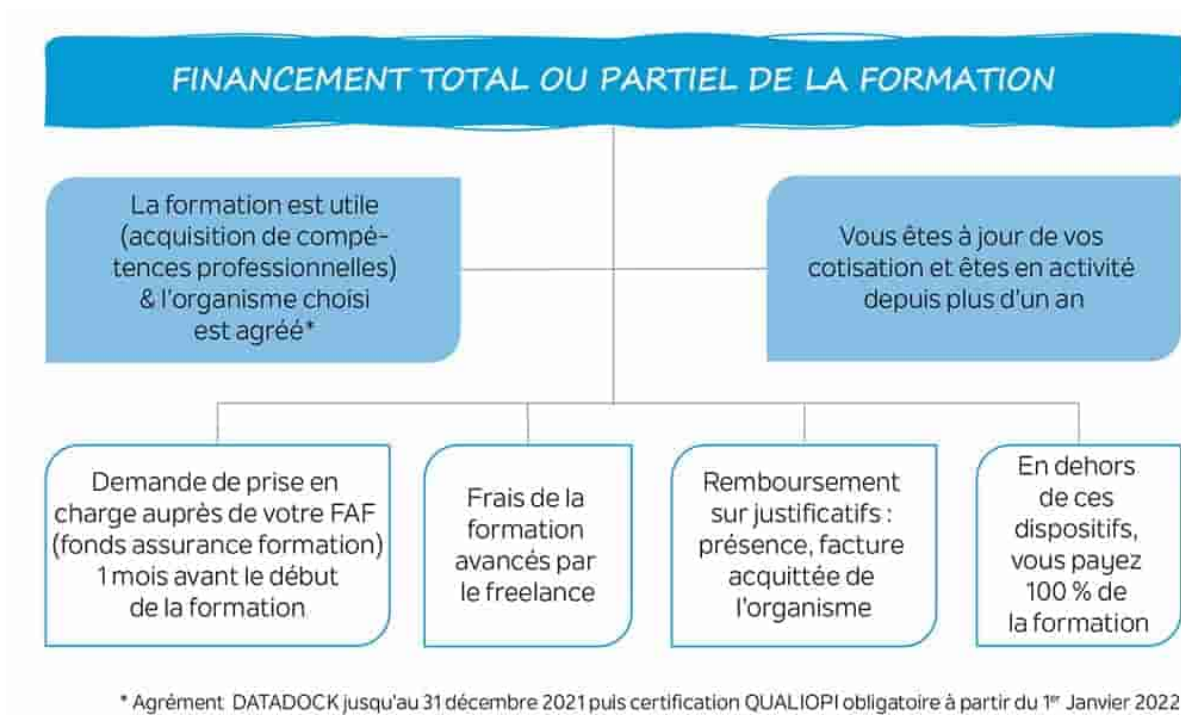 FINANCEMENT TOTAL OU PARTIEL DE LA FORMATION
La formation est utile
(acquisition de compé-
tences professionnelles)
& l'organisme choisi
est agréé*
Vous êtes à jour de vos
cotisation et êtes en activité
depuis plus d'un an
Demande de prise en
charge auprès de votre FAF
(fonds assurance formation)
1 mois avant le début
de la formation
Frais de la
formation
avancés par
le freelance
Remboursement
sur justificatifs :
présence, facture
acquittée de
l'organisme
En dehors
de ces
dispositifs,
vous payez
100 % de
la formation
* Agrément DATADOCK jusqu'au 31 décembre 2021 puis certification QUALIOPI obligatoire à partir du 1er Janvier 2022